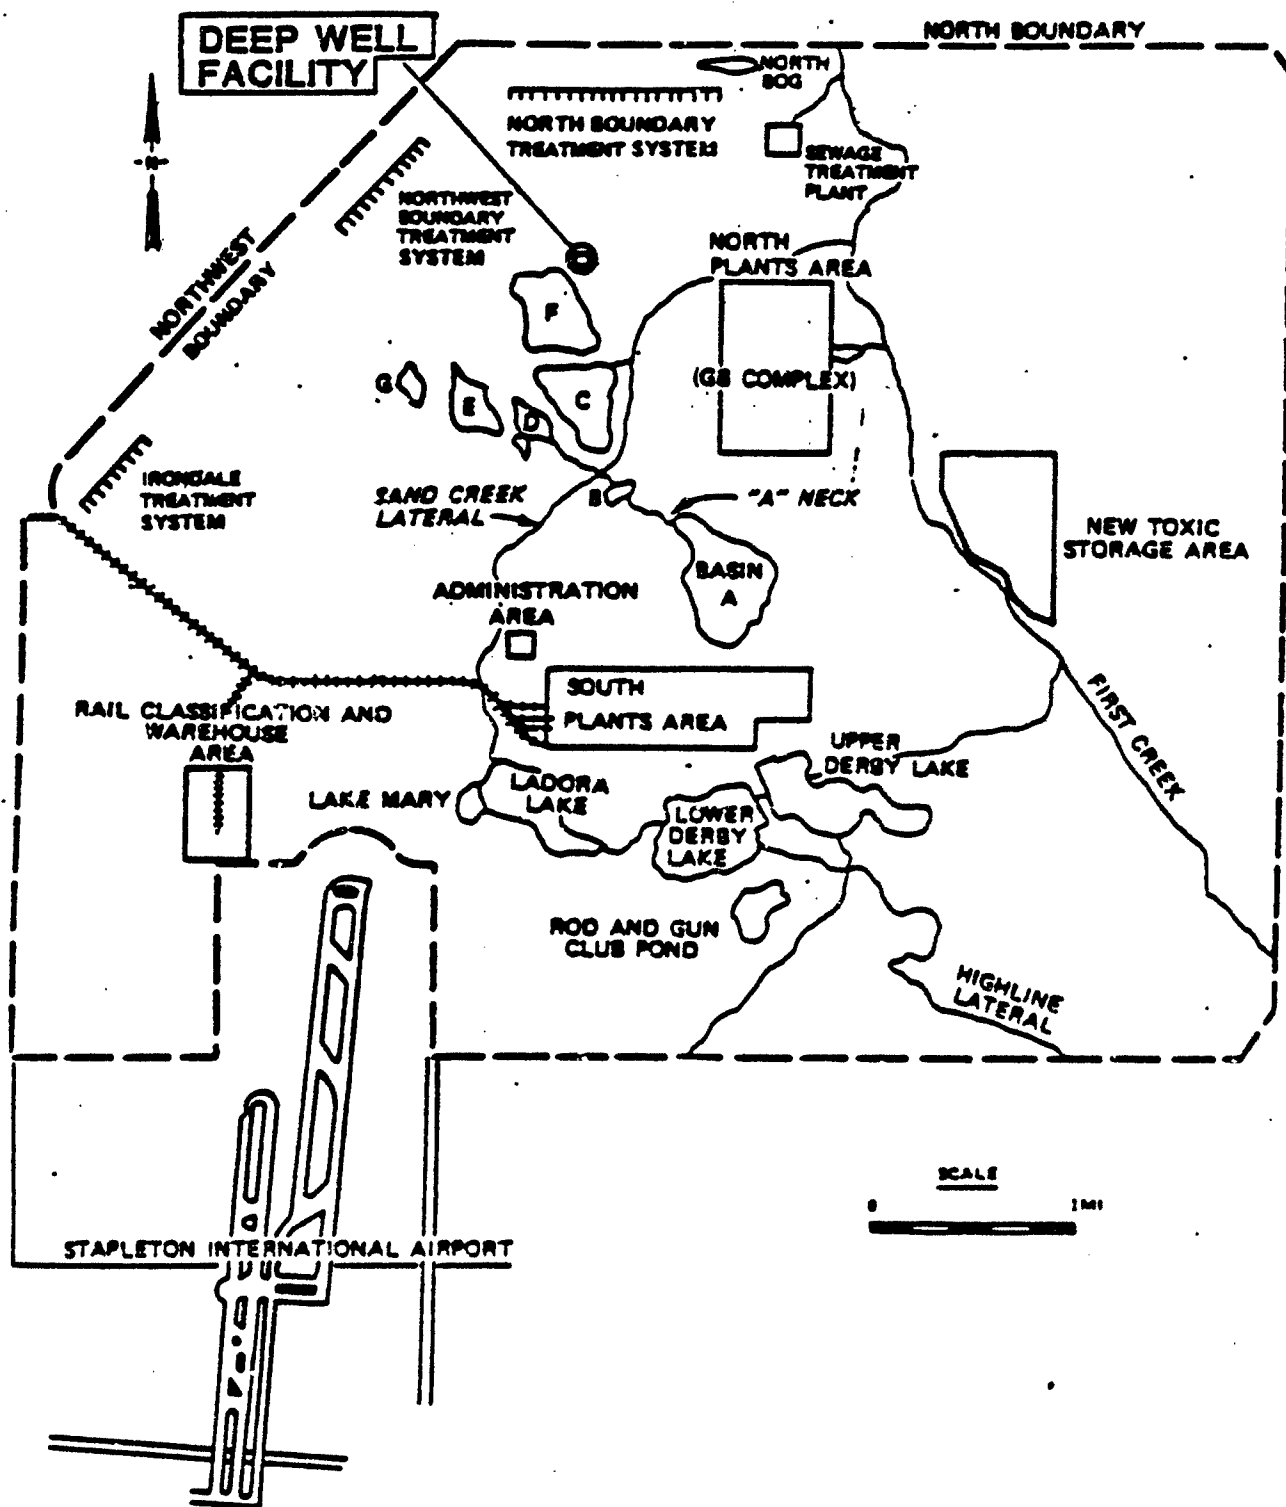 DEEP WELL
FACILITY
NORTH BOUNDARY
NORTH
BOG
NORTH BOUNDARY
TREATMENT SYSTEM
SEWAGE
TREATMENT
PLANT
N
NORTHWEST
BOUNDARY
TREATMENT
SYSTEM
NORTHWEST
BOUNDARY
NORTH
PLANTS AREA
F
G
E
D
C
(GB COMPLEX)
IRONDALE
TREATMENT
SYSTEM
SAND CREEK
LATERAL
B
"A" NECK
NEW TOXIC
STORAGE AREA
BASIN
A
ADMINISTRATION
AREA
SOUTH
PLANTS AREA
FIRST CREEK
RAIL CLASSIFICATION AND
WAREHOUSE
AREA
UPPER
DERBY LAKE
LAKE MARY
LADORA
LAKE
LOWER
DERBY
LAKE
ROD AND GUN
CLUB POND
HIGHLINE
LATERAL
SCALE
0 1 MI
STAPLETON INTERNATIONAL AIRPORT